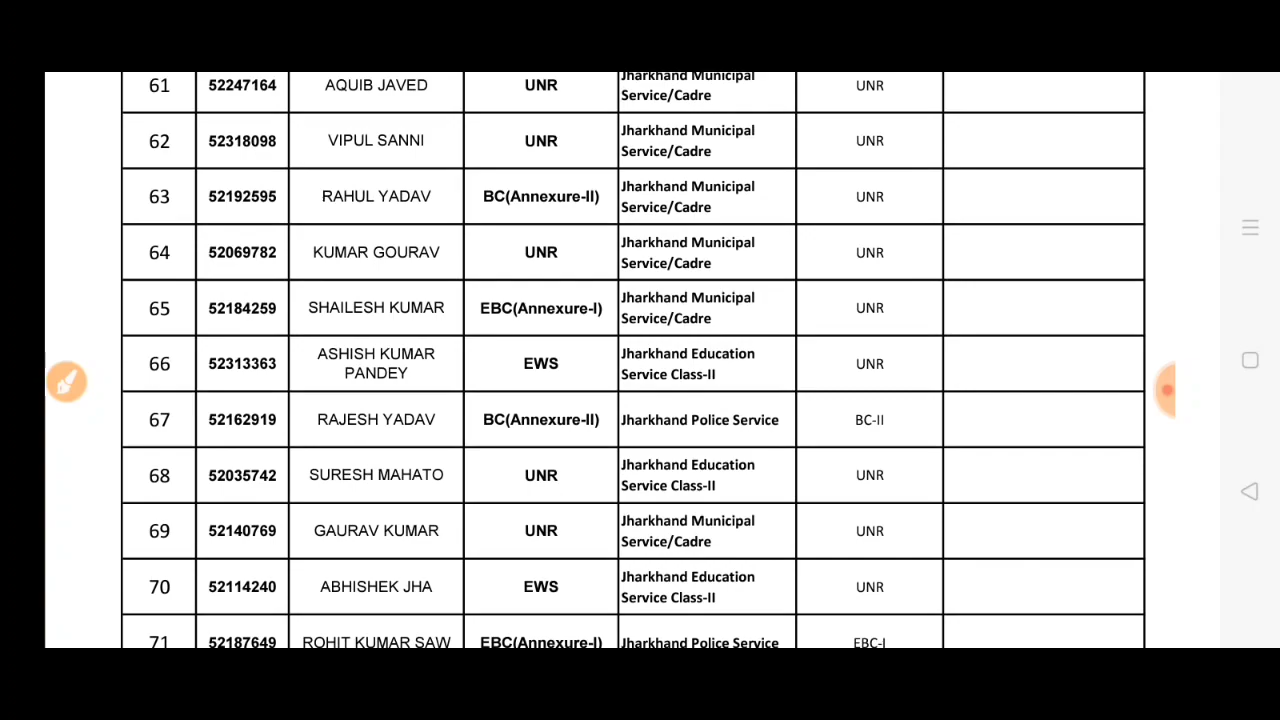 61 52247164 AQUIB JAVED UNR Jharkhand Municipal Service/Cadre UNR
62 52318098 VIPUL SANNI UNR Jharkhand Municipal Service/Cadre UNR
63 52192595 RAHUL YADAV BC(Annexure-II) Jharkhand Municipal Service/Cadre UNR
64 52069782 KUMAR GOURAV UNR Jharkhand Municipal Service/Cadre UNR
65 52184259 SHAILESH KUMAR EBC(Annexure-I) Jharkhand Municipal Service/Cadre UNR
66 52313363 ASHISH KUMAR PANDEY EWS Jharkhand Education Service Class-II UNR
67 52162919 RAJESH YADAV BC(Annexure-II) Jharkhand Police Service BC-II
68 52035742 SURESH MAHATO UNR Jharkhand Education Service Class-II UNR
69 52140769 GAURAV KUMAR UNR Jharkhand Municipal Service/Cadre UNR
70 52114240 ABHISHEK JHA EWS Jharkhand Education Service Class-II UNR
71 52187649 ROHIT KUMAR SAW EBC(Annexure-I) Jharkhand Police Service EBC-I